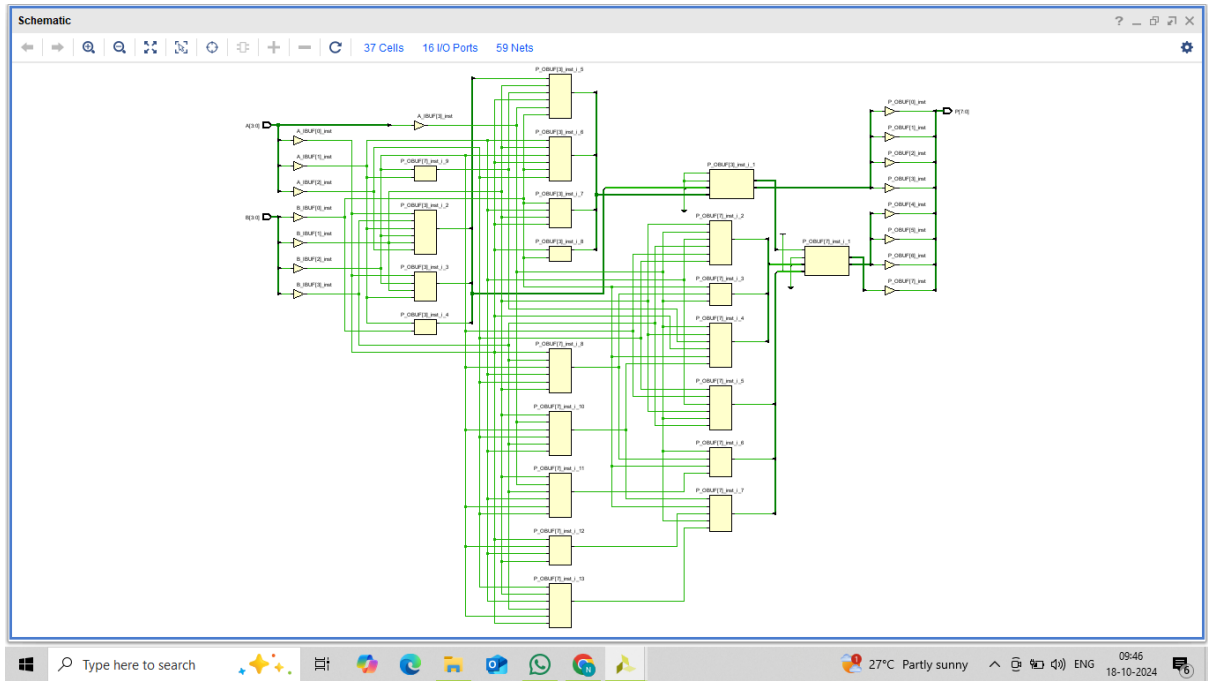 Schematic
37 Cells 16 I/O Ports 59 Nets
A[3:0]
B[3:0]
A_IBUF[0]_inst
A_IBUF[1]_inst
A_IBUF[2]_inst
B_IBUF[0]_inst
B_IBUF[1]_inst
B_IBUF[2]_inst
B_IBUF[3]_inst
A_IBUF[3]_inst
P_OBUF[7]_inst_i_9
P_OBUF[3]_inst_i_2
P_OBUF[3]_inst_i_3
P_OBUF[3]_inst_i_4
P_OBUF[3]_inst_i_5
P_OBUF[3]_inst_i_6
P_OBUF[3]_inst_i_7
P_OBUF[3]_inst_i_8
P_OBUF[7]_inst_i_8
P_OBUF[7]_inst_i_10
P_OBUF[7]_inst_i_11
P_OBUF[7]_inst_i_12
P_OBUF[7]_inst_i_13
P_OBUF[3]_inst_i_1
P_OBUF[7]_inst_i_2
P_OBUF[7]_inst_i_3
P_OBUF[7]_inst_i_4
P_OBUF[7]_inst_i_5
P_OBUF[7]_inst_i_6
P_OBUF[7]_inst_i_7
P_OBUF[7]_inst_i_1
P_OBUF[0]_inst
P_OBUF[1]_inst
P_OBUF[2]_inst
P_OBUF[3]_inst
P_OBUF[4]_inst
P_OBUF[5]_inst
P_OBUF[6]_inst
P_OBUF[7]_inst
P[7:0]
Type here to search
27°C Partly sunny
ENG
09:46
18-10-2024
6